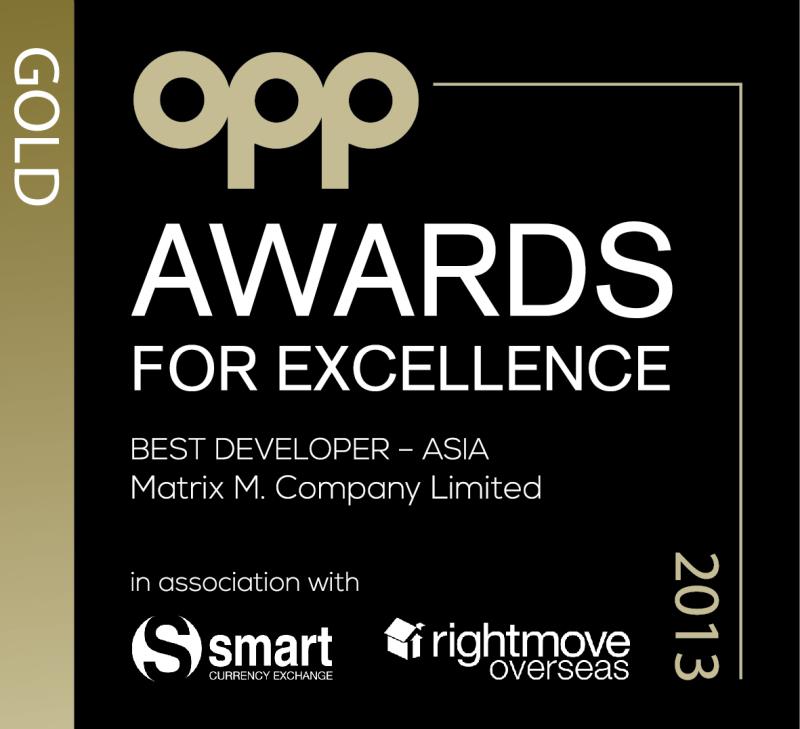 GOLD
opp
AWARDS
FOR EXCELLENCE
BEST DEVELOPER – ASIA
Matrix M. Company Limited
in association with
S smart
CURRENCY EXCHANGE
rightmove
overseas
2013